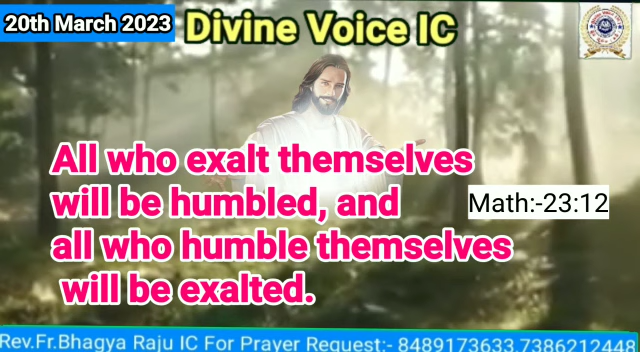 20th March 2023
Divine Voice IC
All who exalt themselves
will be humbled, and
all who humble themselves
will be exalted.
Math:-23:12
Rev.Fr.Bhagya Raju IC For Prayer Request:- 8489173633,7386212448